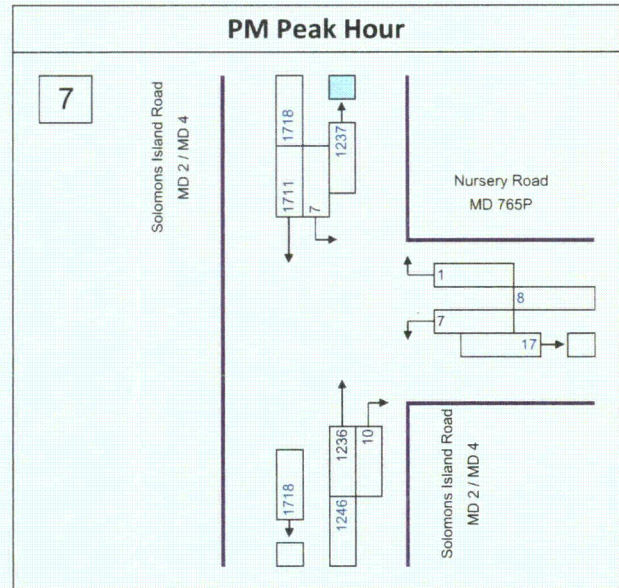 PM Peak Hour
7
Solomons Island Road
MD 2 / MD 4
1718
1237
1711
7
Nursery Road
MD 765P
1
8
7
17
1236
10
1718
1246
Solomons Island Road
MD 2 / MD 4